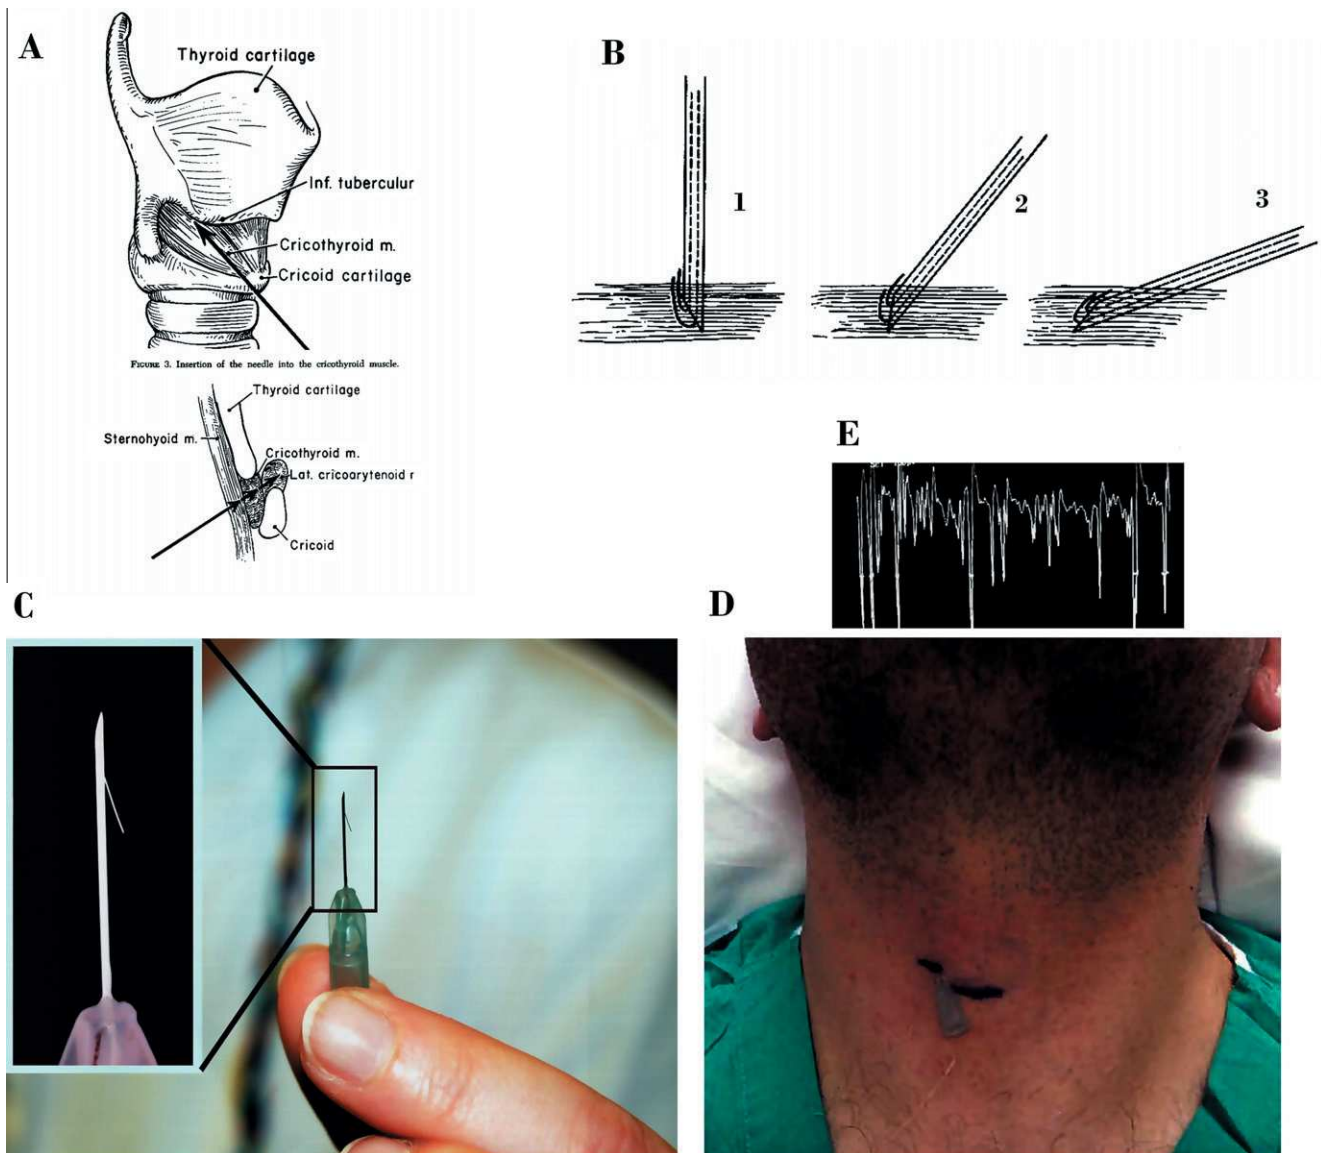 A
Thyroid cartilage
Inf. tubercular
Cricothyroid m.
Cricoid cartilage
FIGURE 3. Insertion of the needle into the cricothyroid muscle.
Thyroid cartilage
Sternohyoid m.
Cricothyroid m.
Lat. cricoarytenoid r
Cricoid
B
1
2
3
E
C
D